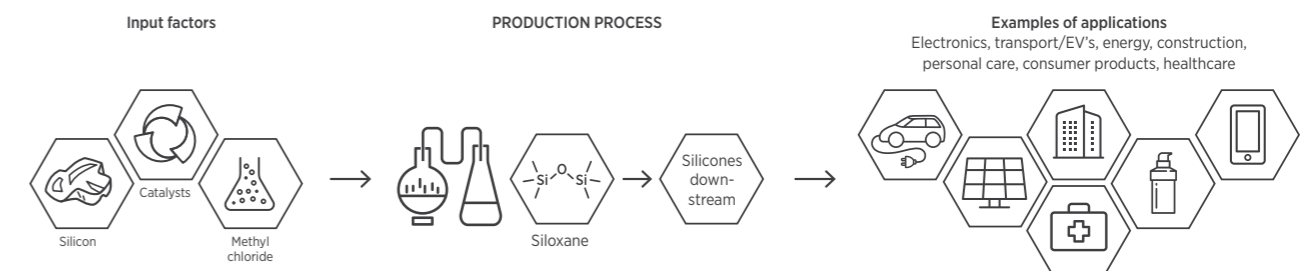 Input factors
PRODUCTION PROCESS
Examples of applications
Electronics, transport/EV's, energy, construction,
personal care, consumer products, healthcare
Silicon
Catalysts
Methyl
chloride
Si O Si
Siloxane
Silicones
down-
stream